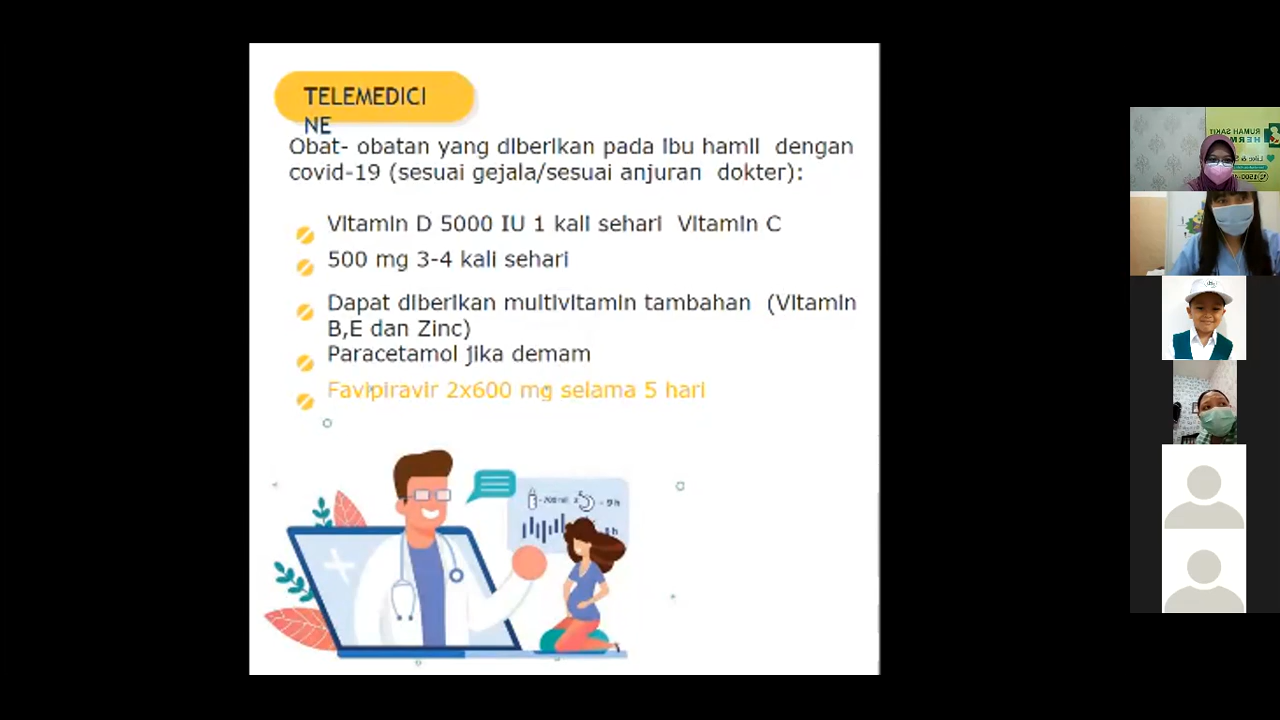 TELEMEDICI
NE
Obat- obatan yang diberikan pada ibu hamil dengan
covid-19 (sesuai gejala/sesuai anjuran dokter):
Vitamin D 5000 IU 1 kali sehari Vitamin C
500 mg 3-4 kali sehari
Dapat diberikan multivitamin tambahan (Vitamin
B,E dan Zinc)
Paracetamol jika demam
Favipiravir 2x600 mg selama 5 hari
RUMAH SAKIT